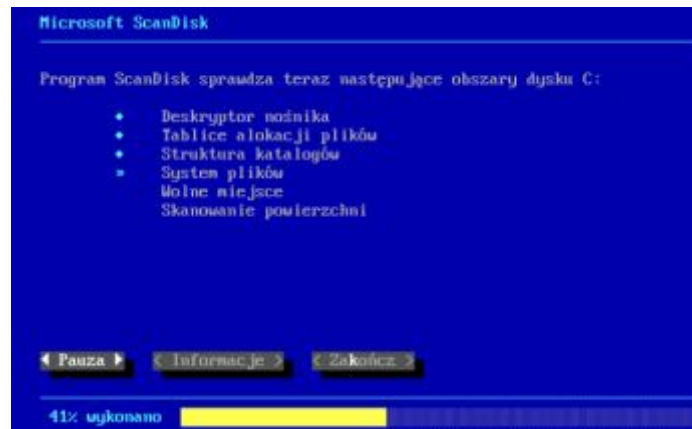 Microsoft ScanDisk
Program ScanDisk sprawdza teraz następujące obszary dysku C:
Deskryptor nośnika
Tablice alokacji plików
Struktura katalogów
System plików
Wolne miejsce
Skanowanie powierzchni
Pauza
< Informacje >
< Zakończ >
41% wykonano